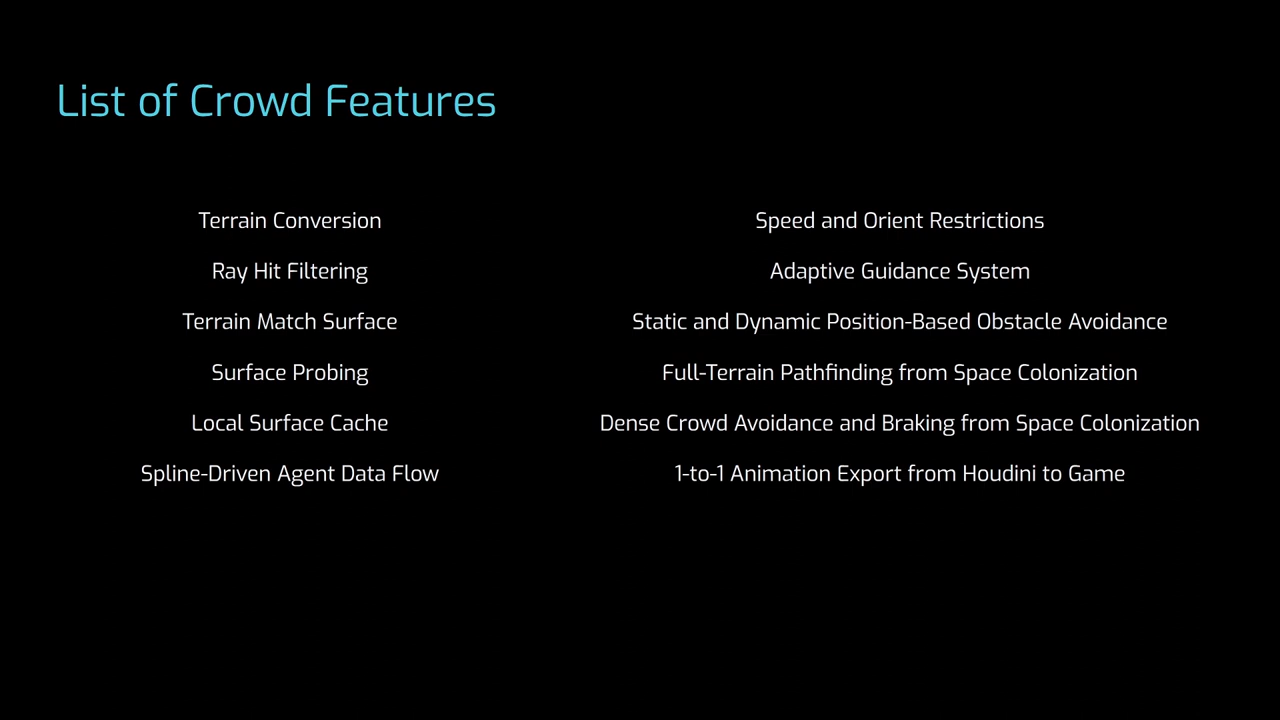 List of Crowd Features
Terrain Conversion
Ray Hit Filtering
Terrain Match Surface
Surface Probing
Local Surface Cache
Spline-Driven Agent Data Flow
Speed and Orient Restrictions
Adaptive Guidance System
Static and Dynamic Position-Based Obstacle Avoidance
Full-Terrain Pathfinding from Space Colonization
Dense Crowd Avoidance and Braking from Space Colonization
1-to-1 Animation Export from Houdini to Game